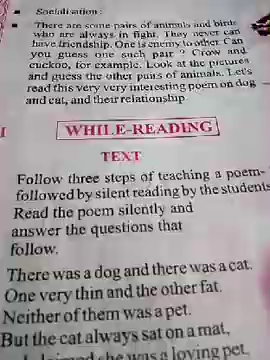 Socialisation:
There are some pairs of animals and birds
who are always in fight. They never can
have friendship. One is enemy to other. Can
you guess one such pair ? Crow and
cuckoo, for example. Look at the pictures
and guess the other pairs of animals. Let's
read this very very interesting poem on dog
and cat, and their relationship
WHILE-READING
TEXT
Follow three steps of teaching a poem-
followed by silent reading by the students
Read the poem silently and
answer the questions that
follow.
There was a dog and there was a cat.
One very thin and the other fat.
Neither of them was a pet.
But the cat always sat on a mat,
she was a loving pet.